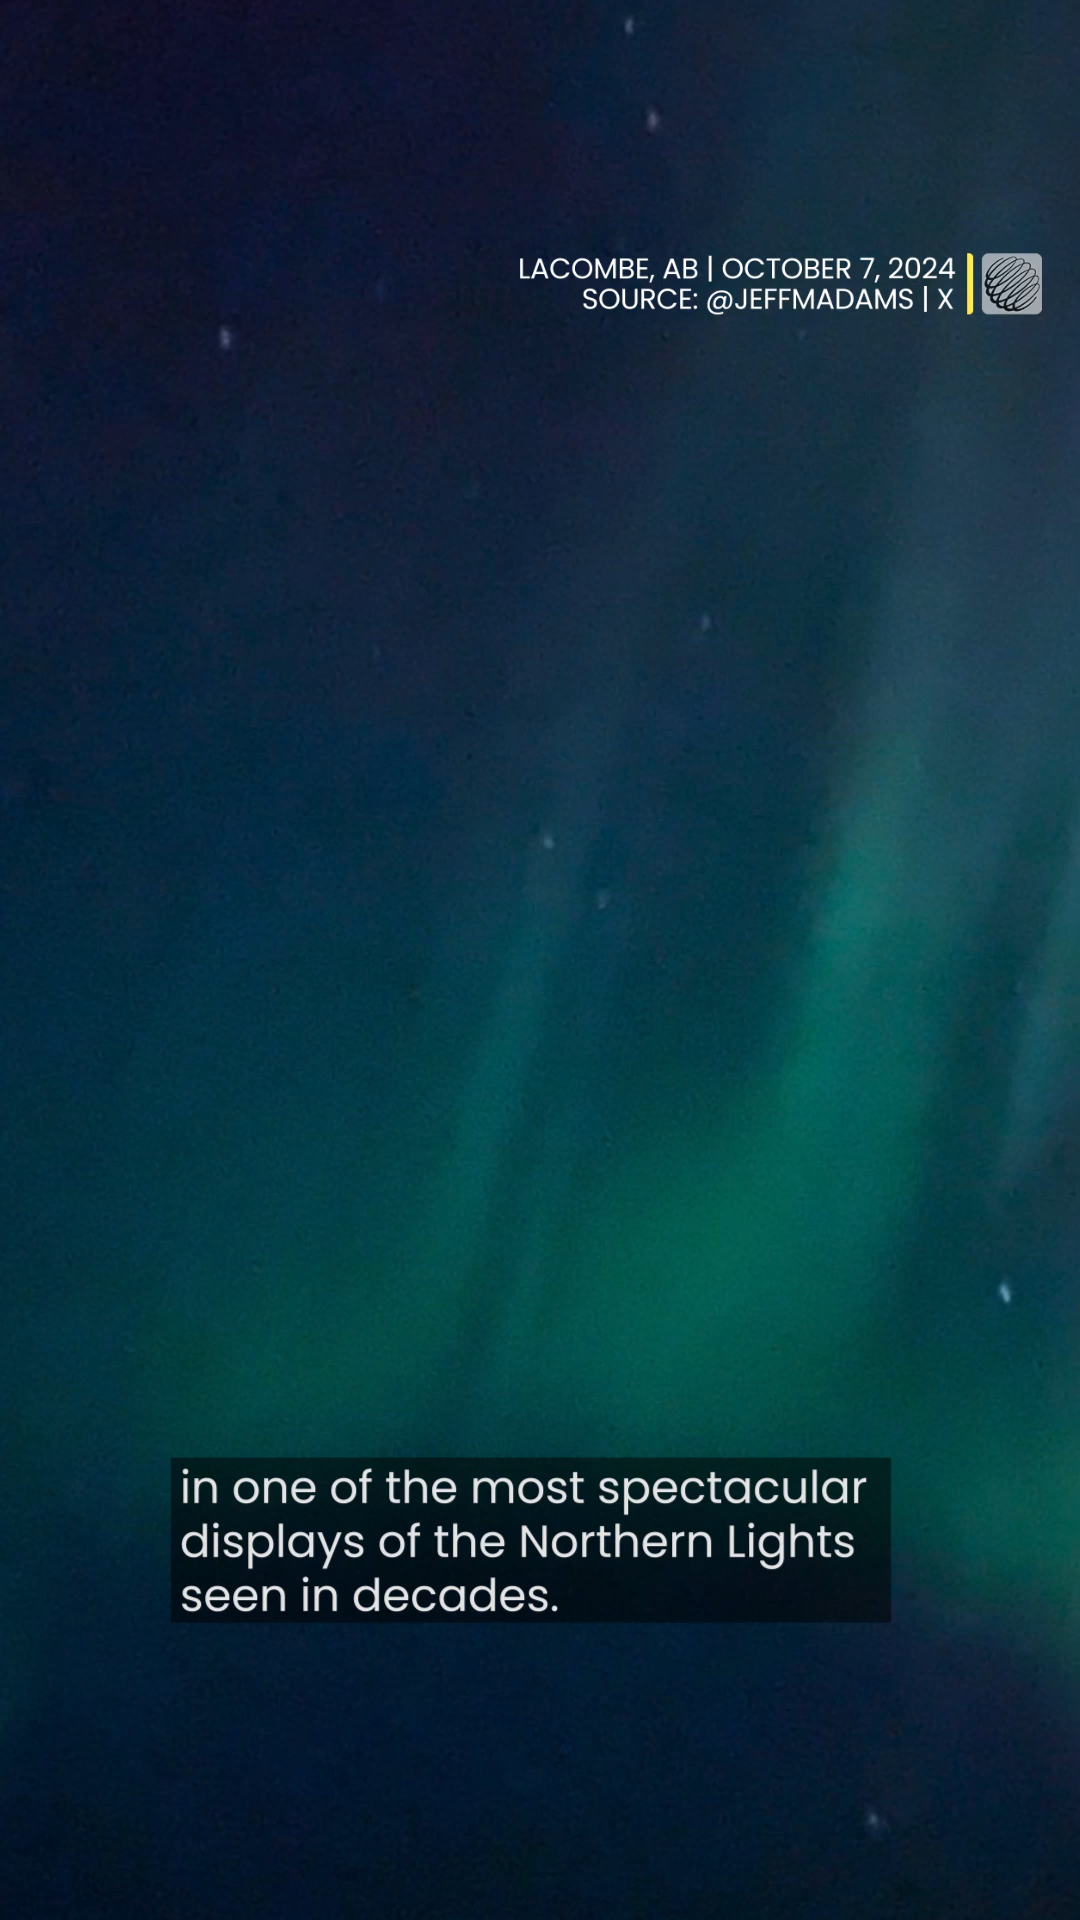 LACOMBE, AB | OCTOBER 7, 2024
SOURCE: @JEFFMADAMS | X
in one of the most spectacular
displays of the Northern Lights
seen in decades.